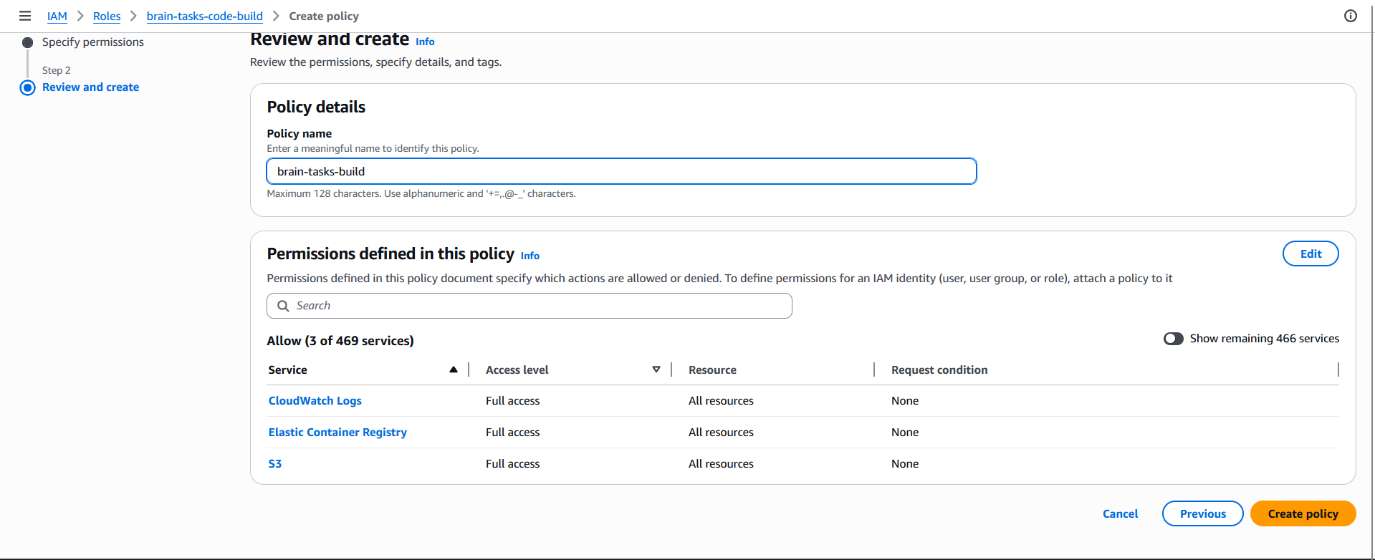 IAM > Roles > brain-tasks-code-build > Create policy
Specify permissions
Step 2
Review and create
Review and create Info
Review the permissions, specify details, and tags.
Policy details
Policy name
Enter a meaningful name to identify this policy.
brain-tasks-build
Maximum 128 characters. Use alphanumeric and '+=,.@-_' characters.
Permissions defined in this policy Info
Edit
Permissions defined in this policy document specify which actions are allowed or denied. To define permissions for an IAM identity (user, user group, or role), attach a policy to it
Search
Allow (3 of 469 services)
Show remaining 466 services
Service Access level Resource Request condition
CloudWatch Logs Full access All resources None
Elastic Container Registry Full access All resources None
S3 Full access All resources None
Cancel Previous Create policy